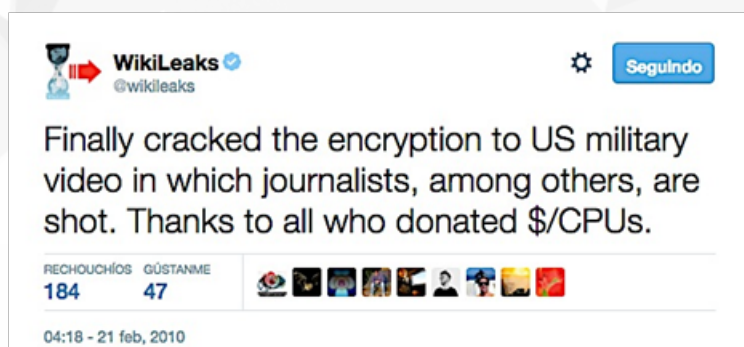 WikiLeaks
Seguindo
@wikileaks
Finally cracked the encryption to US military
video in which journalists, among others, are
shot. Thanks to all who donated $/CPUs.
RECHOUCHÍOS GÚSTANME
184 47
04:18 - 21 feb, 2010